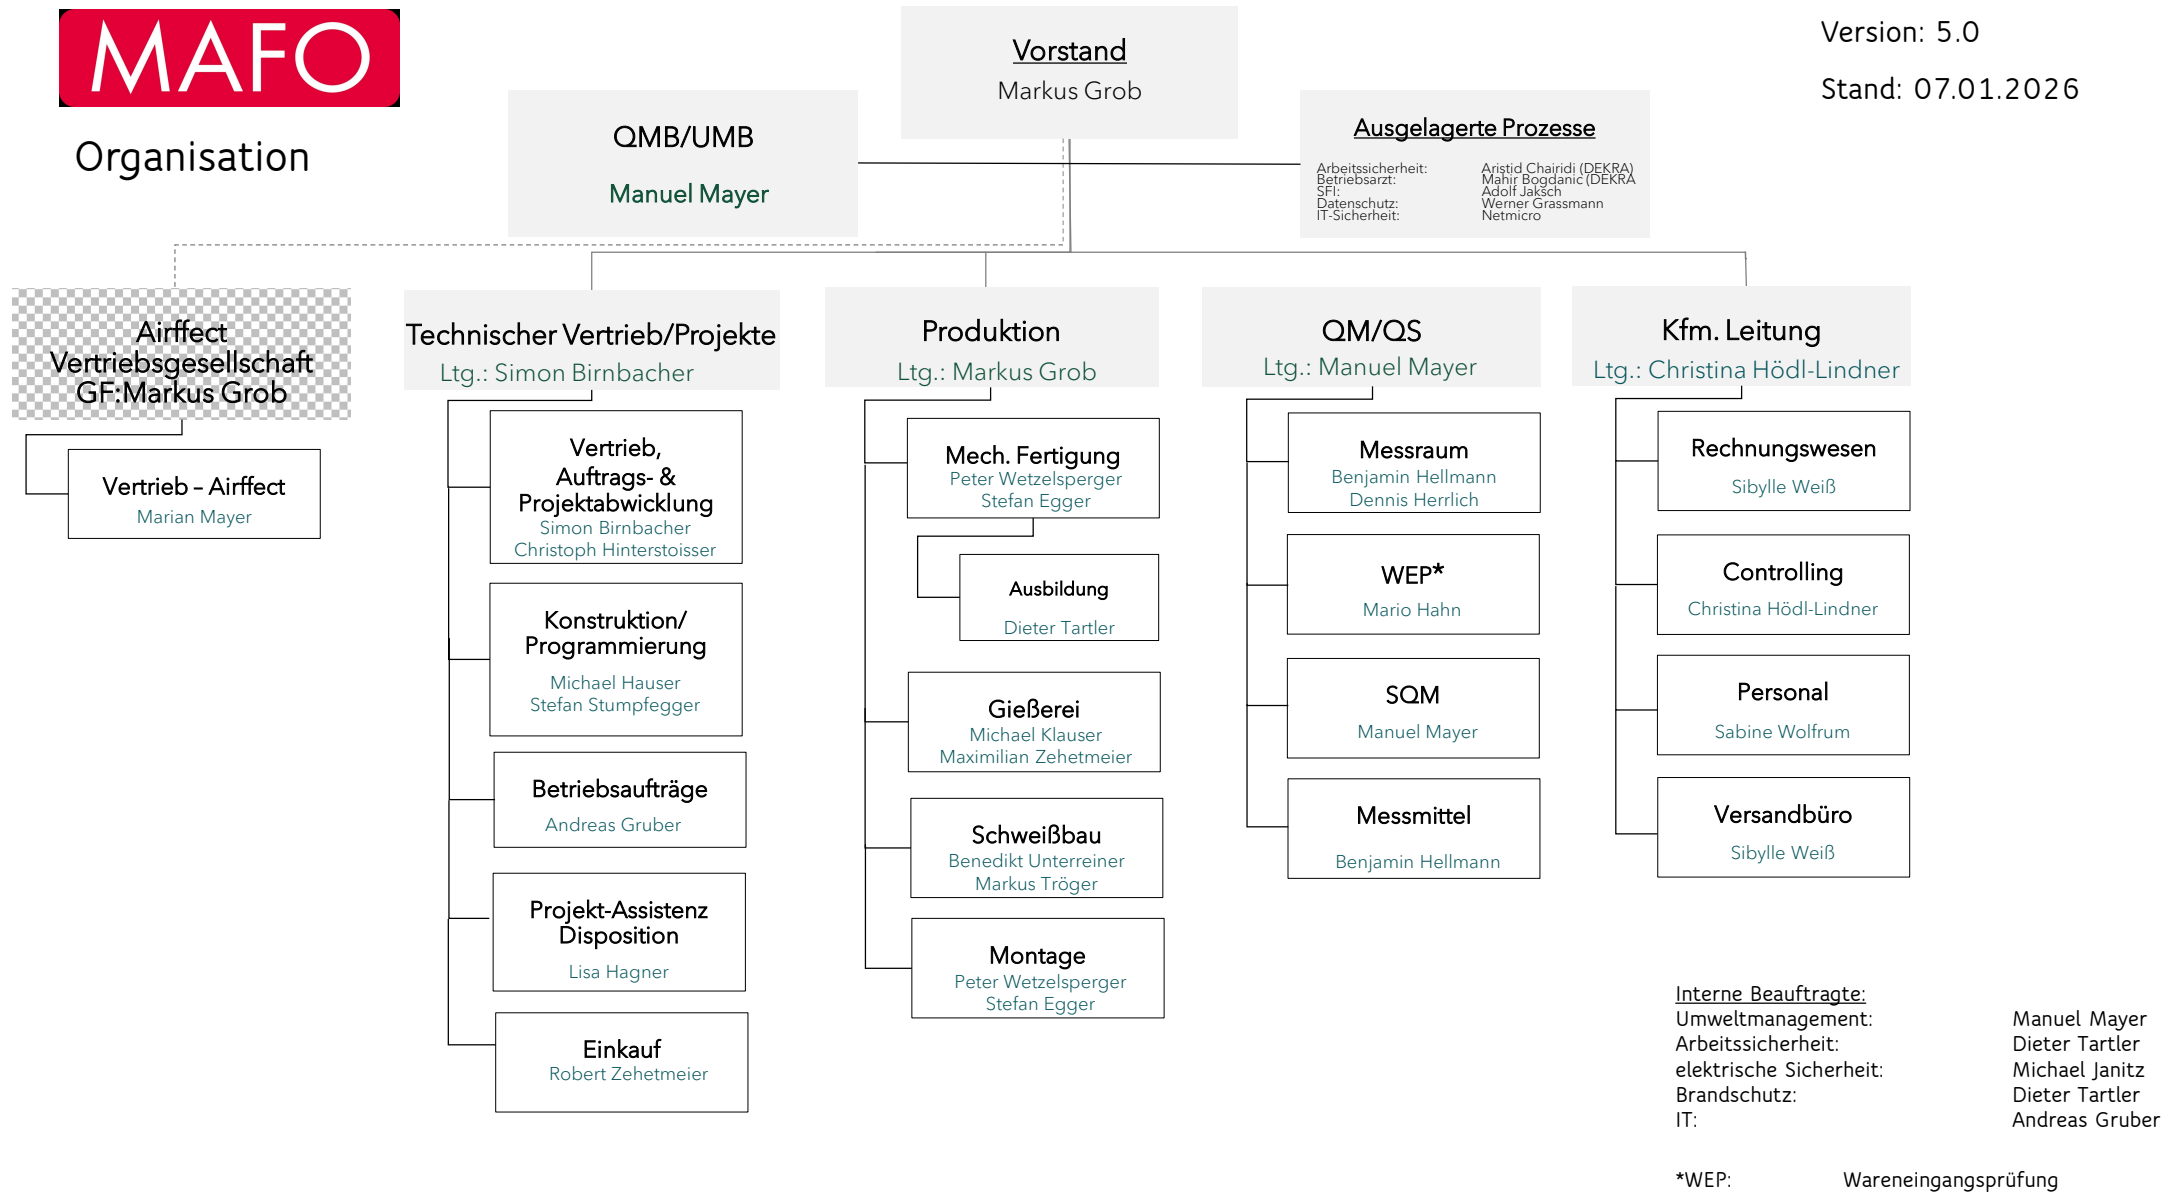 MAFO
Organisation
Version: 5.0
Stand: 07.01.2026
Vorstand
Markus Grob
QMB/UMB
Manuel Mayer
Ausgelagerte Prozesse
Arbeitssicherheit: Aristid Chairidi (DEKRA)
Betriebsarzt: Mahir Bogdanic (DEKRA
SFI: Adolf Jaksch
Datenschutz: Werner Grassmann
IT-Sicherheit: Netmicro
Airffect
Vertriebsgesellschaft
GF:Markus Grob
Vertrieb – Airffect
Marian Mayer
Technischer Vertrieb/Projekte
Ltg.: Simon Birnbacher
Vertrieb,
Auftrags- &
Projektabwicklung
Simon Birnbacher
Christoph Hinterstoisser
Konstruktion/
Programmierung
Michael Hauser
Stefan Stumpfegger
Betriebsaufträge
Andreas Gruber
Projekt-Assistenz
Disposition
Lisa Hagner
Einkauf
Robert Zehetmeier
Produktion
Ltg.: Markus Grob
Mech. Fertigung
Peter Wetzelsperger
Stefan Egger
Ausbildung
Dieter Tartler
Gießerei
Michael Klauser
Maximilian Zehetmeier
Schweißbau
Benedikt Unterreiner
Markus Tröger
Montage
Peter Wetzelsperger
Stefan Egger
QM/QS
Ltg.: Manuel Mayer
Messraum
Benjamin Hellmann
Dennis Herrlich
WEP*
Mario Hahn
SQM
Manuel Mayer
Messmittel
Benjamin Hellmann
Kfm. Leitung
Ltg.: Christina Hödl-Lindner
Rechnungswesen
Sibylle Weiß
Controlling
Christina Hödl-Lindner
Personal
Sabine Wolfrum
Versandbüro
Sibylle Weiß
Interne Beauftragte:
Umweltmanagement: Manuel Mayer
Arbeitssicherheit: Dieter Tartler
elektrische Sicherheit: Michael Janitz
Brandschutz: Dieter Tartler
IT: Andreas Gruber
*WEP: Wareneingangsprüfung